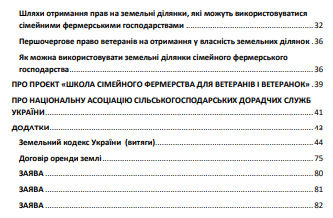 Шляхи отримання прав на земельні ділянки, які можуть використовуватися
сімейними фермерськими господарствами ............ 32
Першочергове право ветеранів на отримання у власність земельних ділянок . 36
Як можна використовувати земельні ділянки сімейного фермерського
господарства ............ 36
ПРО ПРОЄКТ «ШКОЛА СІМЕЙНОГО ФЕРМЕРСТВА ДЛЯ ВЕТЕРАНІВ І ВЕТЕРАНОК» . 39
ПРО НАЦІОНАЛЬНУ АСОЦІАЦІЮ СІЛЬСЬКОГОСПОДАРСЬКИХ ДОРАДЧИХ СЛУЖБ
УКРАЇНИ ............ 41
ДОДАТКИ ............ 42
Земельний кодекс України (витяги) ............ 44
Договір оренди землі ............ 75
ЗАЯВА ............ 80
ЗАЯВА ............ 81
ЗАЯВА ............ 82